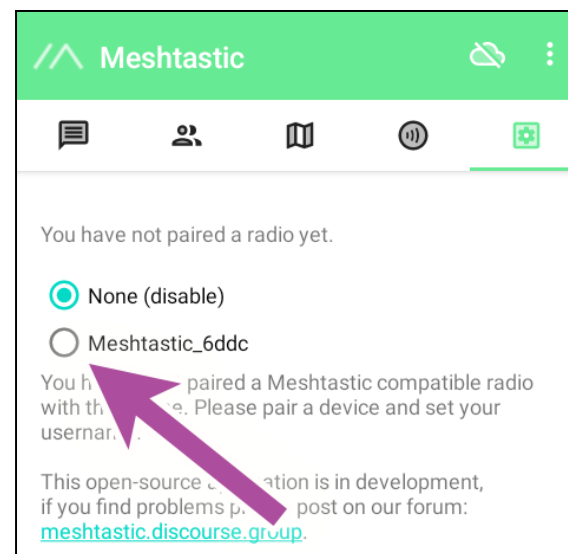 Meshtastic
You have not paired a radio yet.
None (disable)
Meshtastic_6ddc
You paired a Meshtastic compatible radio
with Please pair a device and set your
This open-source is in development,
if you find problems post on our forum:
meshtastic.discourse.group.